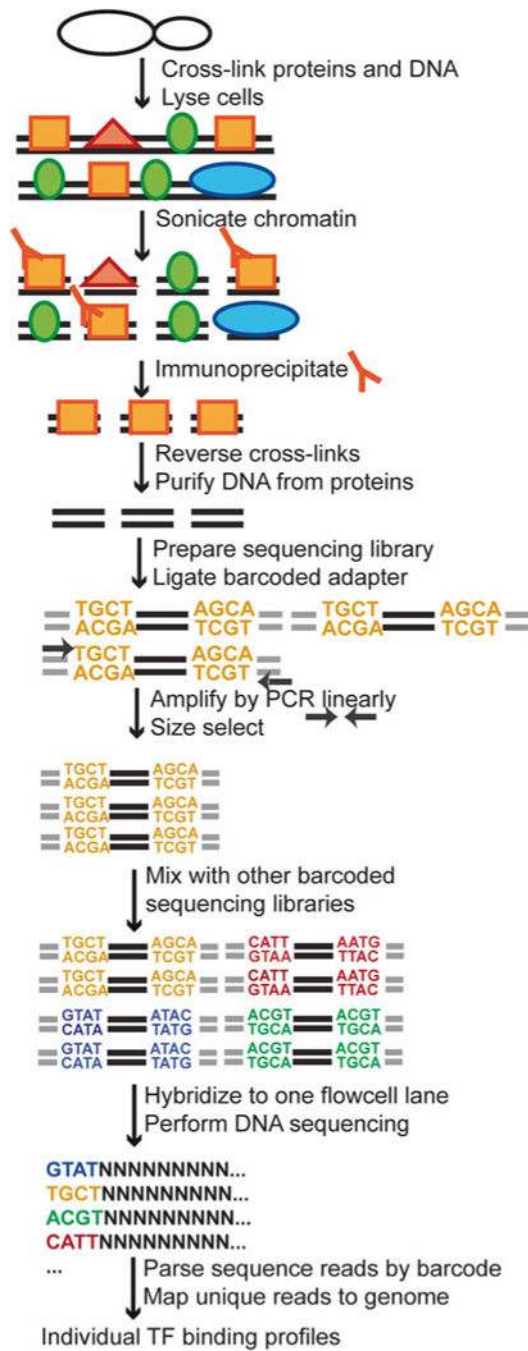 Cross-link proteins and DNA
Lyse cells
Sonicate chromatin
Immunoprecipitate
Reverse cross-links
Purify DNA from proteins
Prepare sequencing library
Ligate barcoded adapter
TGCT AGCA TGCT AGCA
ACGA TCGT ACGA TCGT
TGCT AGCA
ACGA TCGT
Amplify by PCR linearly
Size select
TGCT AGCA
ACGA TCGT
TGCT AGCA
ACGA TCGT
TGCT AGCA
ACGA TCGT
Mix with other barcoded
sequencing libraries
TGCT AGCA CATT AATG
ACGA TCGT GTAA TTAC
TGCT AGCA CATT AATG
ACGA TCGT GTAA TTAC
GTAT ATAC ACGT ACGT
CATA TATG TGCA TGCA
GTAT ATAC ACGT ACGT
CATA TATG TGCA TGCA
Hybridize to one flowcell lane
Perform DNA sequencing
GTATNNNNNNNNN...
TGCTNNNNNNNNN...
ACGTNNNNNNNNN...
CATTNNNNNNNNN...
...
Parse sequence reads by barcode
Map unique reads to genome
Individual TF binding profiles